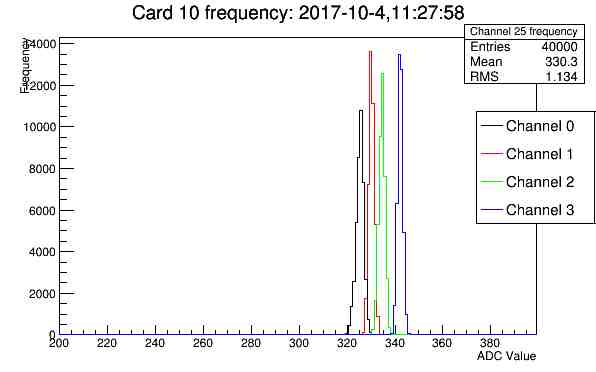 Card 10 frequency: 2017-10-4,11:27:58
Frequency
14000
12000
10000
8000
6000
4000
2000
0
200 220 240 260 280 300 320 340 360 380
ADC Value
Channel 25 frequency
Entries 40000
Mean 330.3
RMS 1.134
Channel 0
Channel 1
Channel 2
Channel 3